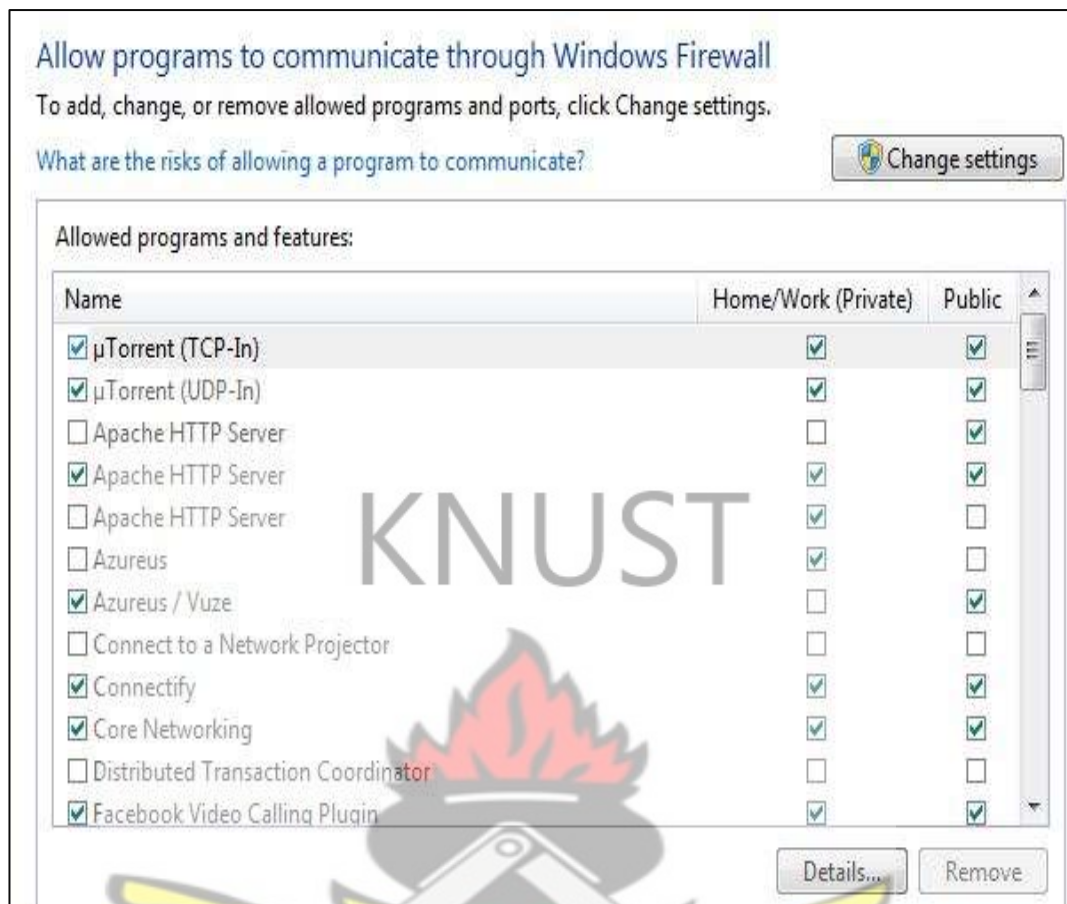 Allow programs to communicate through Windows Firewall
To add, change, or remove allowed programs and ports, click Change settings.
What are the risks of allowing a program to communicate? Change settings
Allowed programs and features:
Name Home/Work (Private) Public
µTorrent (TCP-In)
µTorrent (UDP-In)
Apache HTTP Server
Apache HTTP Server
Apache HTTP Server
Azureus
Azureus / Vuze
Connect to a Network Projector
Connectify
Core Networking
Distributed Transaction Coordinator
Facebook Video Calling Plugin
KNUST
Details... Remove